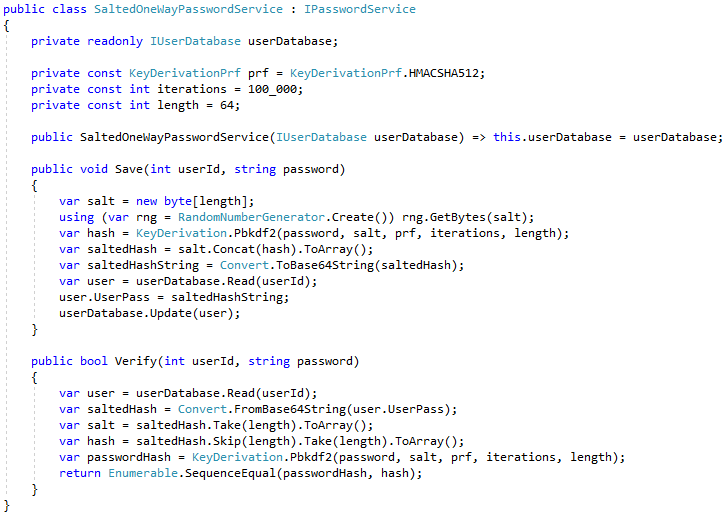 public class SaltedOneWayPasswordService : IPasswordService
{
    private readonly IUserDatabase userDatabase;

    private const KeyDerivationPrf prf = KeyDerivationPrf.HMACSHA512;
    private const int iterations = 100_000;
    private const int length = 64;

    public SaltedOneWayPasswordService(IUserDatabase userDatabase) => this.userDatabase = userDatabase;

    public void Save(int userId, string password)
    {
        var salt = new byte[length];
        using (var rng = RandomNumberGenerator.Create()) rng.GetBytes(salt);
        var hash = KeyDerivation.Pbkdf2(password, salt, prf, iterations, length);
        var saltedHash = salt.Concat(hash).ToArray();
        var saltedHashString = Convert.ToBase64String(saltedHash);
        var user = userDatabase.Read(userId);
        user.UserPass = saltedHashString;
        userDatabase.Update(user);
    }

    public bool Verify(int userId, string password)
    {
        var user = userDatabase.Read(userId);
        var saltedHash = Convert.FromBase64String(user.UserPass);
        var salt = saltedHash.Take(length).ToArray();
        var hash = saltedHash.Skip(length).Take(length).ToArray();
        var passwordHash = KeyDerivation.Pbkdf2(password, salt, prf, iterations, length);
        return Enumerable.SequenceEqual(passwordHash, hash);
    }
}